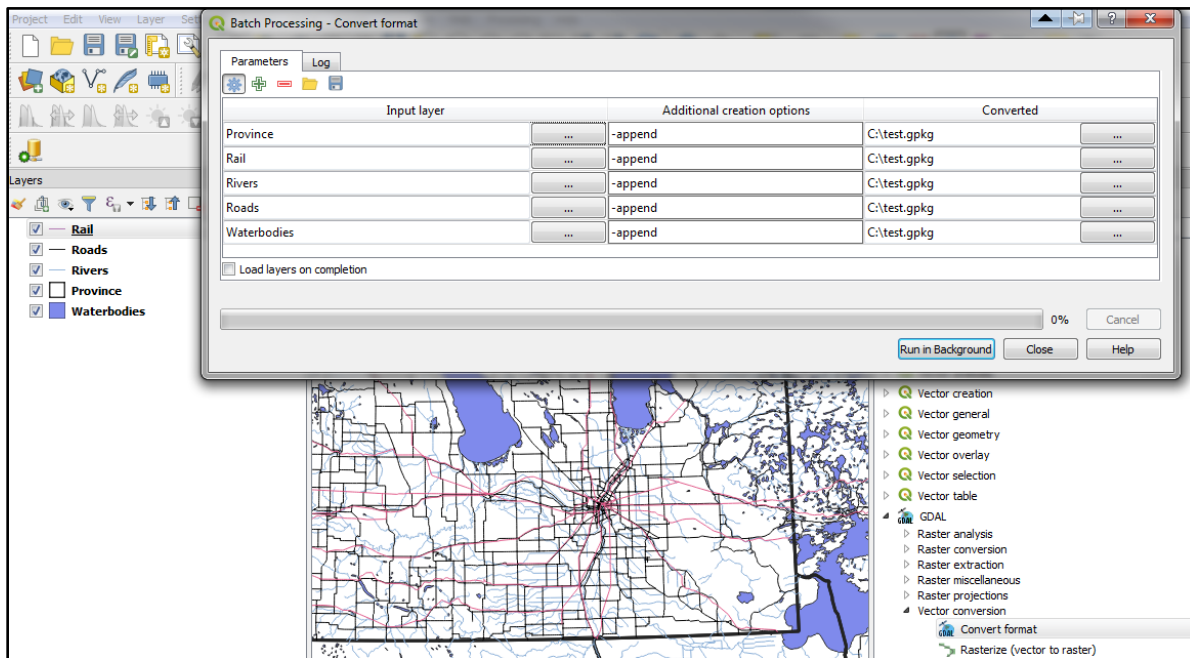 Project Edit View Layer Set
Batch Processing - Convert format
Parameters Log
Input layer Additional creation options Converted
Province ... -append C:\test.gpkg ...
Rail ... -append C:\test.gpkg ...
Rivers ... -append C:\test.gpkg ...
Roads ... -append C:\test.gpkg ...
Waterbodies ... -append C:\test.gpkg ...
Load layers on completion
0% Cancel
Run in Background Close Help
Layers
Rail
Roads
Rivers
Province
Waterbodies
Vector creation
Vector general
Vector geometry
Vector overlay
Vector selection
Vector table
GDAL
Raster analysis
Raster conversion
Raster extraction
Raster miscellaneous
Raster projections
Vector conversion
Convert format
Rasterize (vector to raster)